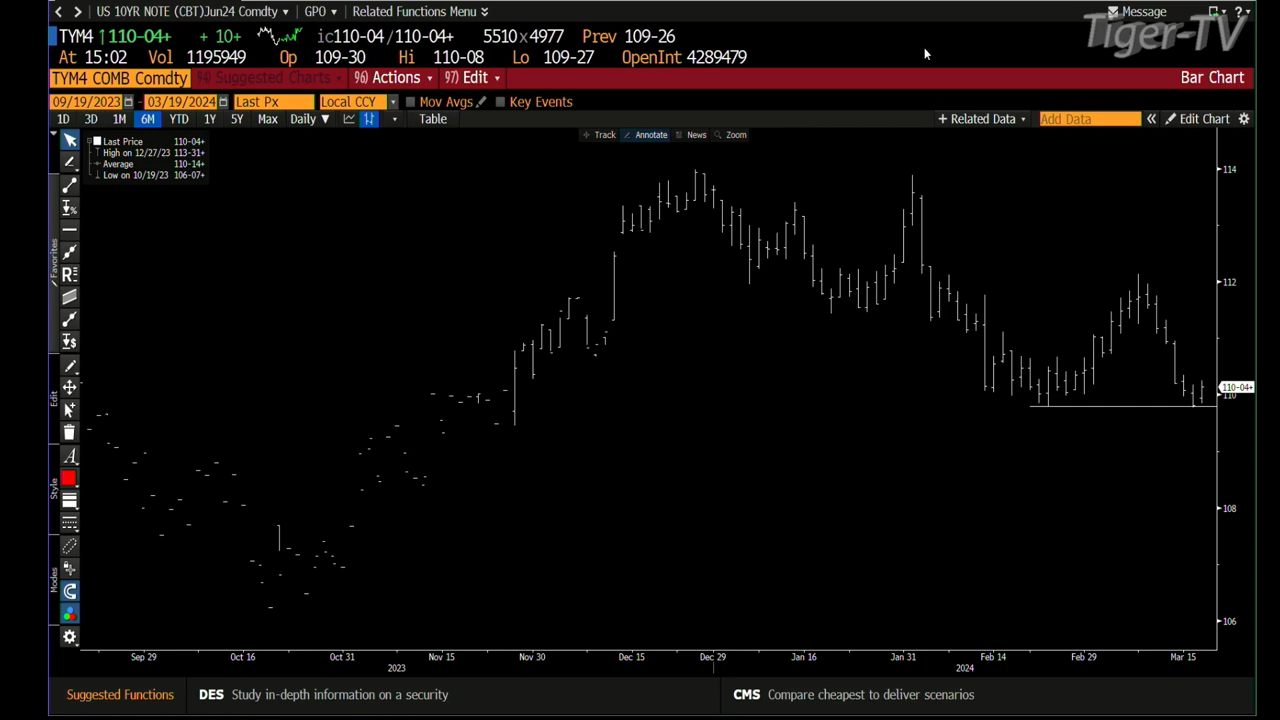 US 10YR NOTE (CBT)Jun24 Comdty GPO Related Functions Menu Message ?
Tiger-TV
TYM4 ↑110-04+ + 10+ ic110-04/110-04+ 5510x4977 Prev 109-26
At 15:02 Vol 1195949 Op 109-30 Hi 110-08 Lo 109-27 OpenInt 4289479
TYM4 COMB Comdty 94) Suggested Charts 96) Actions 97) Edit Bar Chart
09/19/2023 - 03/19/2024 Last Px Local CCY Mov Avgs Key Events
1D 3D 1M 6M YTD 1Y 5Y Max Daily ▼ Table + Related Data Add Data « Edit Chart
Track Annotate News Zoom
Last Price 110-04+
High on 12/27/23 113-31+
Average 110-14+
Low on 10/19/23 106-07+
114
112
110-04+
110
108
106
Favorites
Edit
Style
Modes
Sep 29 Oct 16 Oct 31 Nov 15 Nov 30 Dec 15 Dec 29 Jan 16 Jan 31 Feb 14 Feb 29 Mar 15
2023 2024
Suggested Functions DES Study in-depth information on a security CMS Compare cheapest to deliver scenarios